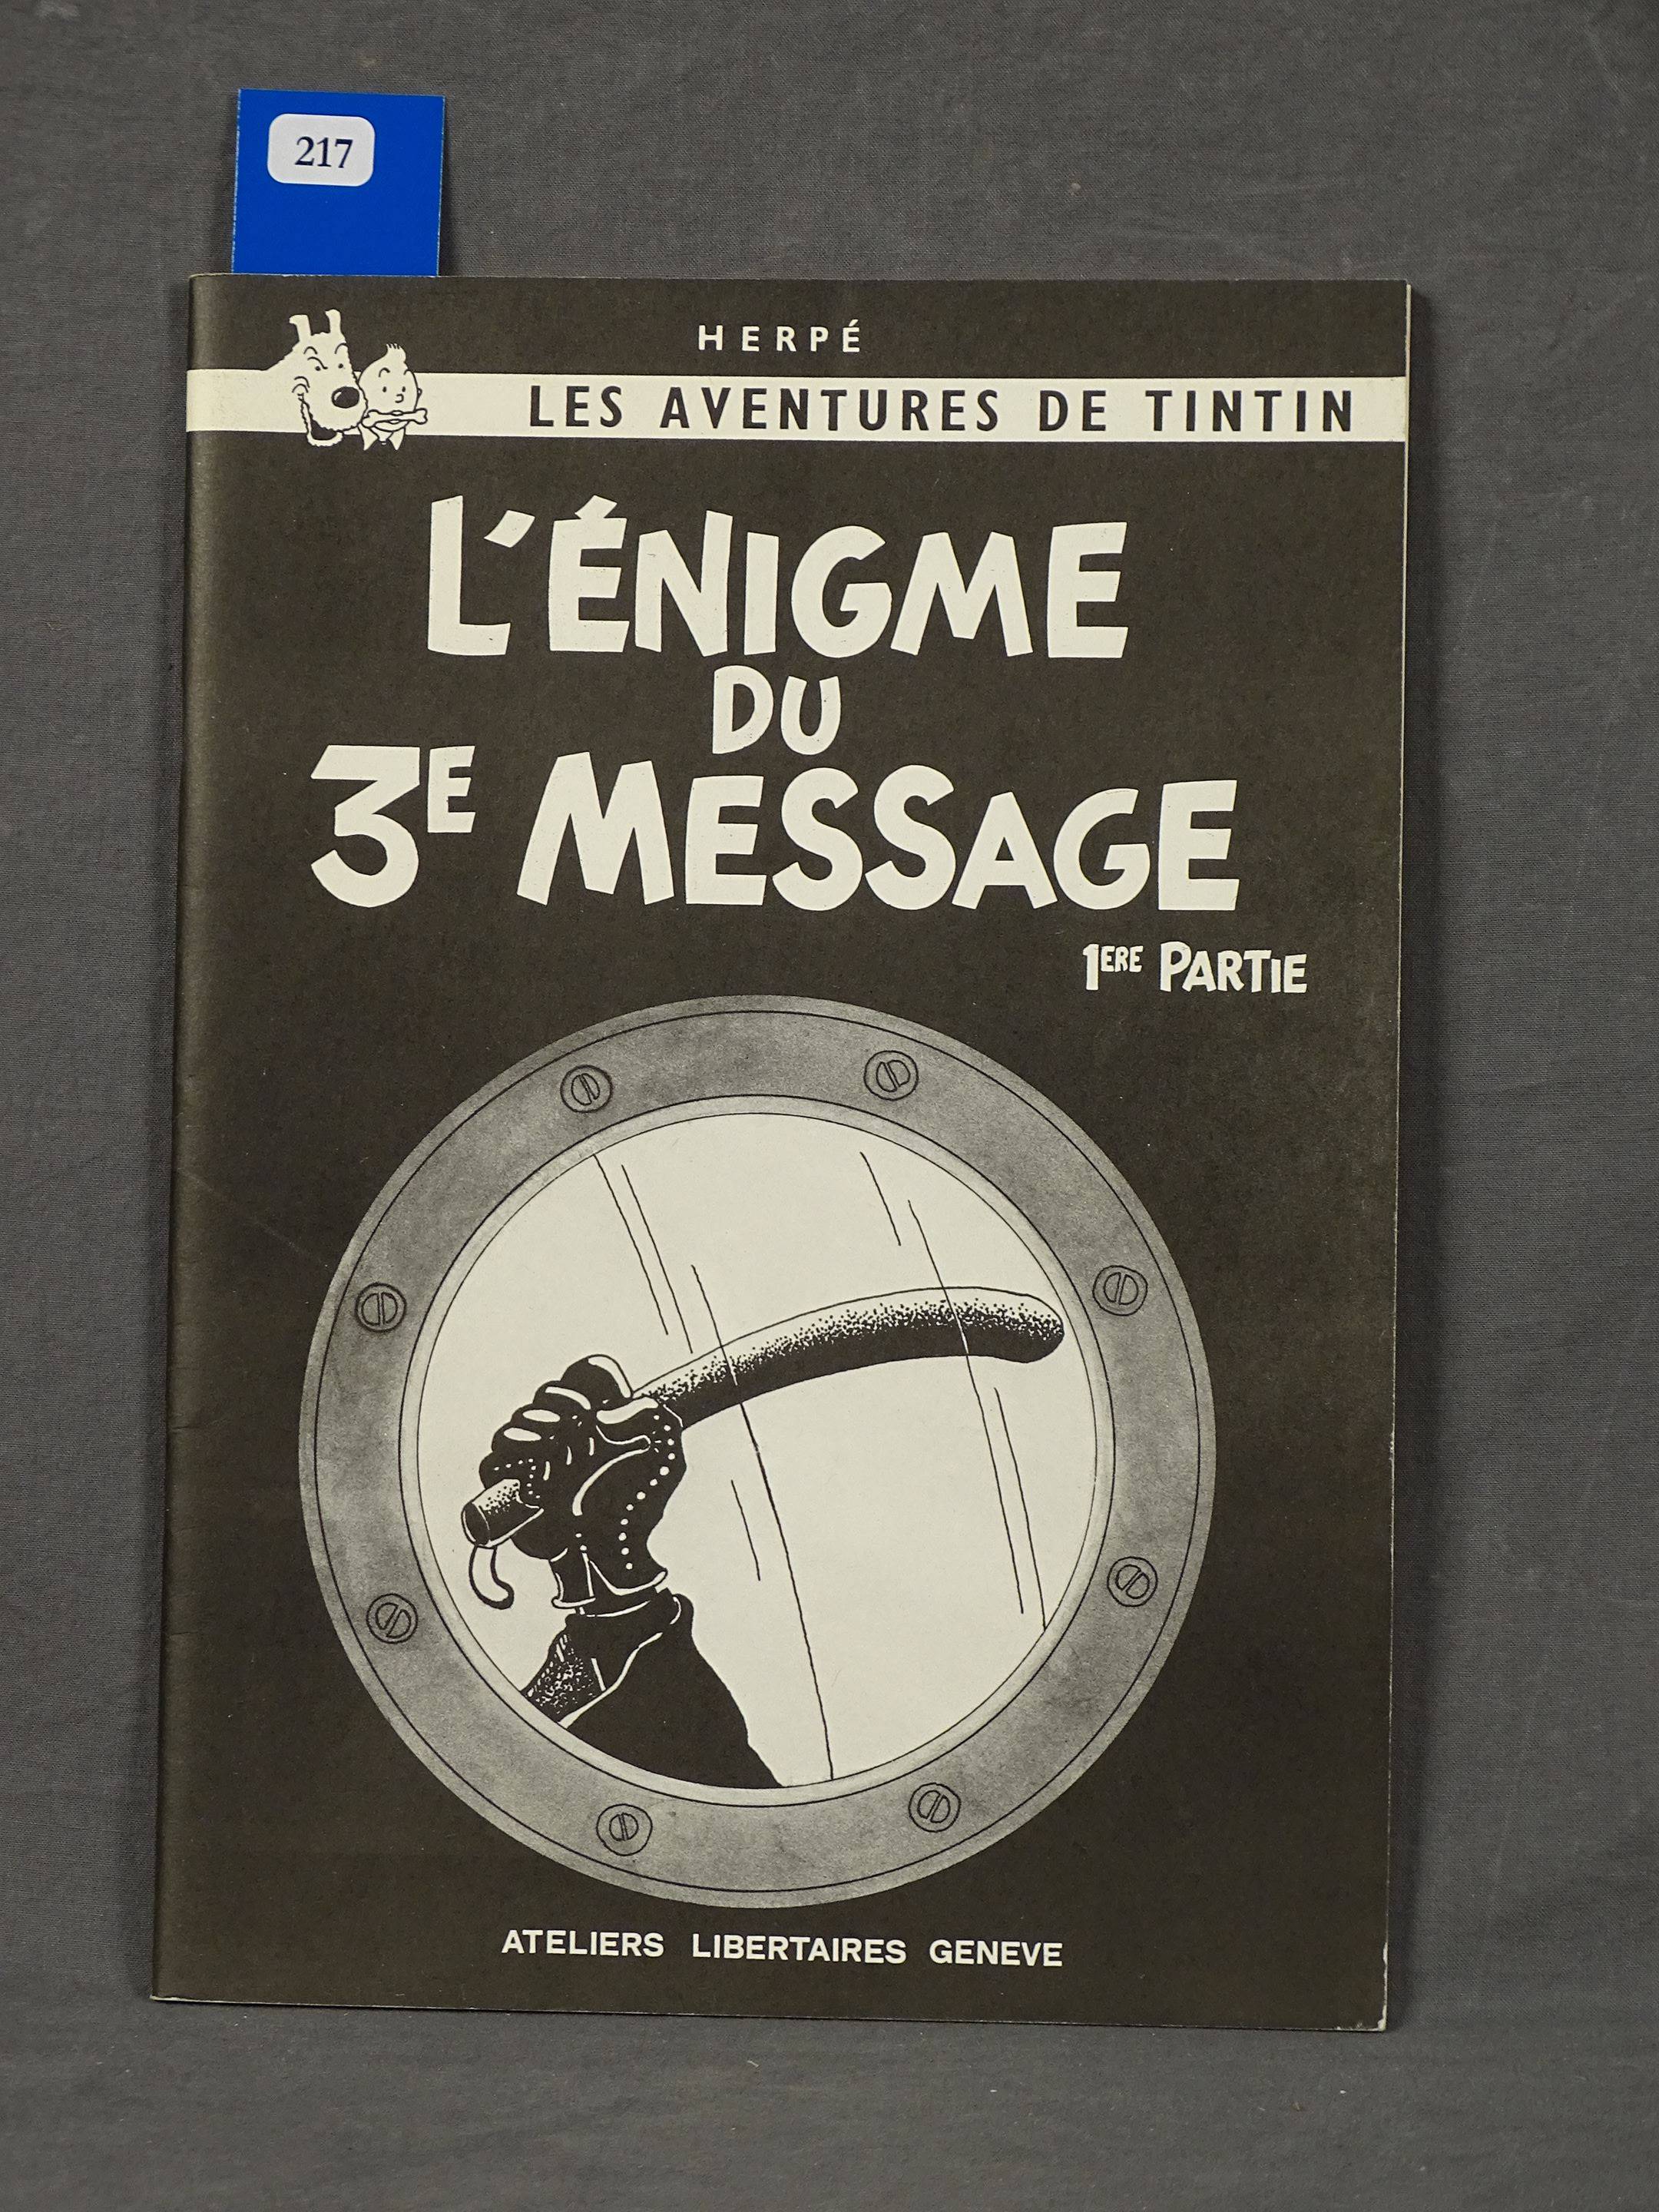 217
HERPÉ
LES AVENTURES DE TINTIN
L'ÉNIGME
DU
3E MESSAGE
1ERE PARTIE
ATELIERS LIBERTAIRES GENEVE